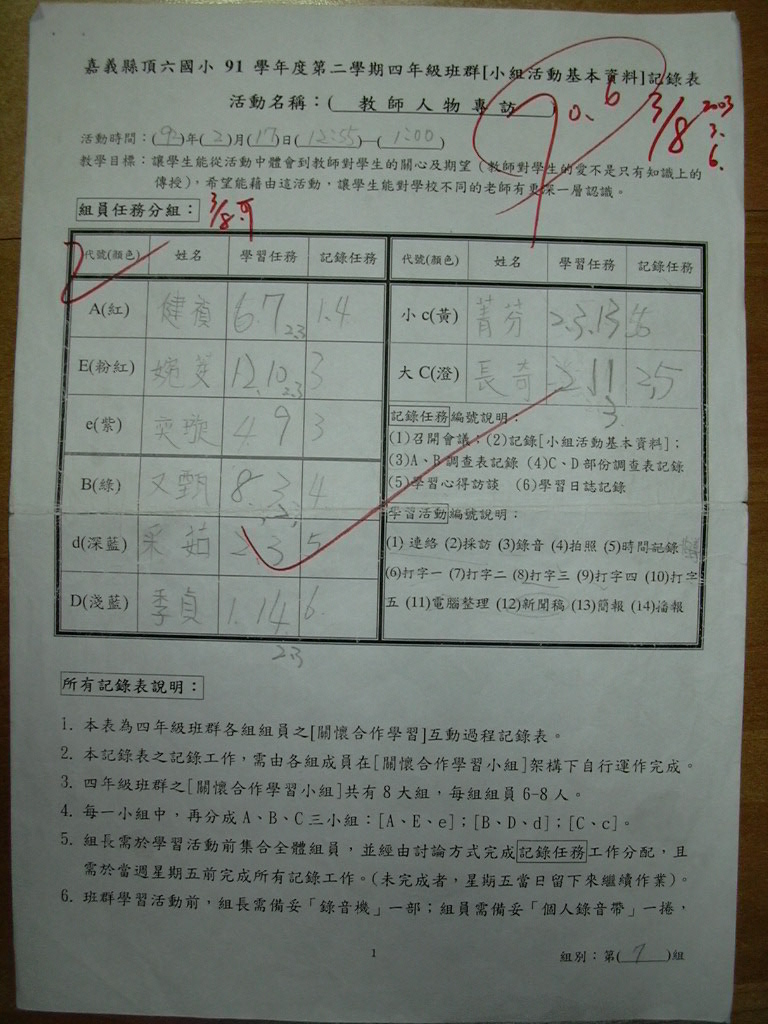 嘉義縣頂六國小 91 學年度第二學期四年級班群[小組活動基本資料]記錄表
活動名稱：( 教師人物專訪 )
90.6
3/8 2003.3.6.
活動時間：(92)年(2)月(17)日(12:55)—(1:00)
教學目標：讓學生能從活動中體會到教師對學生的關心及期望（教師對學生的愛不是只有知識上的
傳授），希望能藉由這活動，讓學生能對學校不同的老師有更深一層認識。
組員任務分組：
3/8.可
代號(顏色) 姓名 學習任務 記錄任務
A(紅) 健 6.7 2.3 1.4
E(粉紅) 婉 12.10 2.3 3
e(紫) 奕璇 4 9 3
B(綠) 又甄 8. 3 2, 4
d(深藍) 采茹 2.3 5
D(淺藍) 季貞 1.14 2.3 6.
代號(顏色) 姓名 學習任務 記錄任務
小 c(黃) 菁芬 2.3.13
大 C(澄) 長奇 2.11 3 2,5
記錄任務編號說明：
(1)召開會議；(2)記錄[小組活動基本資料]；
(3)A、B調查表記錄 (4)C、D部份調查表記錄
(5)學習心得訪談 (6)學習日誌記錄
學習活動編號說明：
(1) 連絡 (2)採訪 (3)錄音 (4)拍照 (5)時間記錄
(6)打字一 (7)打字二 (8)打字三 (9)打字四 (10)打字
五 (11)電腦整理 (12)新聞稿 (13)簡報 (14)播報
所有記錄表說明：
1. 本表為四年級班群各組組員之[關懷合作學習]互動過程記錄表。
2. 本記錄表之記錄工作，需由各組成員在[關懷合作學習小組]架構下自行運作完成。
3. 四年級班群之[關懷合作學習小組]共有 8 大組，每組組員 6-8 人。
4. 每一小組中，再分成 A、B、C 三小組：[A、E、e]；[B、D、d]；[C、c]。
5. 組長需於學習活動前集合全體組員，並經由討論方式完成記錄任務工作分配，且
需於當週星期五前完成所有記錄工作。（未完成者，星期五當日留下來繼續作業）。
6. 班群學習活動前，組長需備妥「錄音機」一部；組員需備妥「個人錄音帶」一捲，
1
組別：第( 7 )組